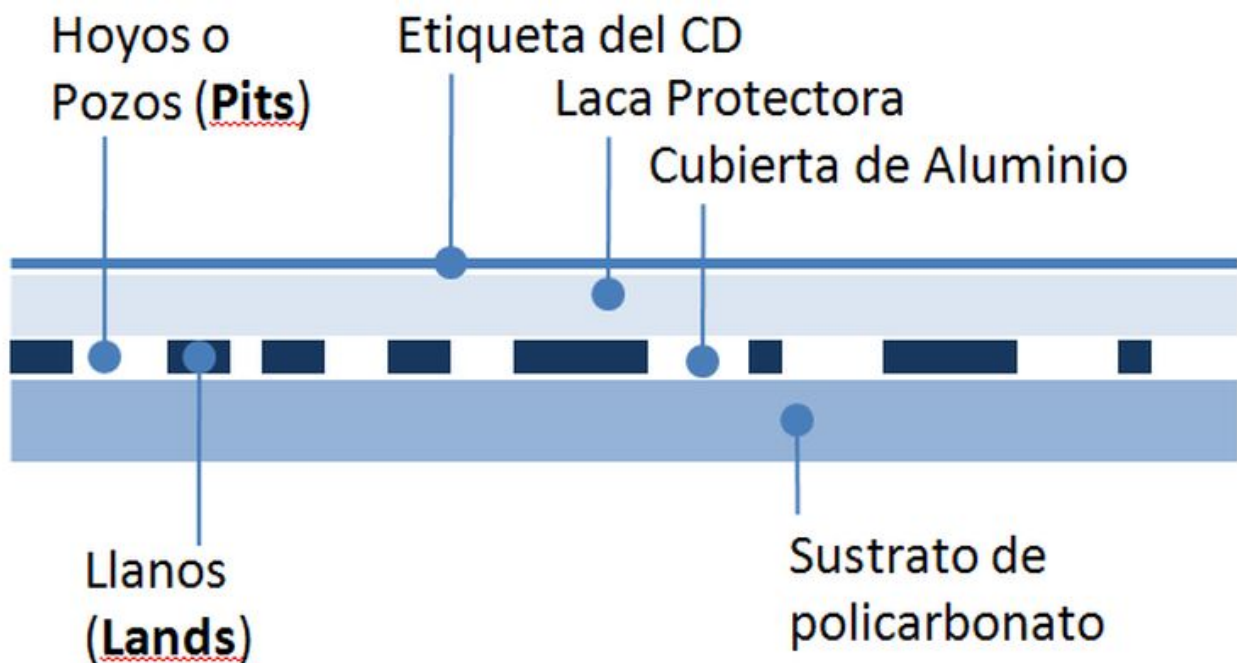 Hoyos o
Pozos (Pits)
Etiqueta del CD
Laca Protectora
Cubierta de Aluminio
Llanos
(Lands)
Sustrato de
policarbonato